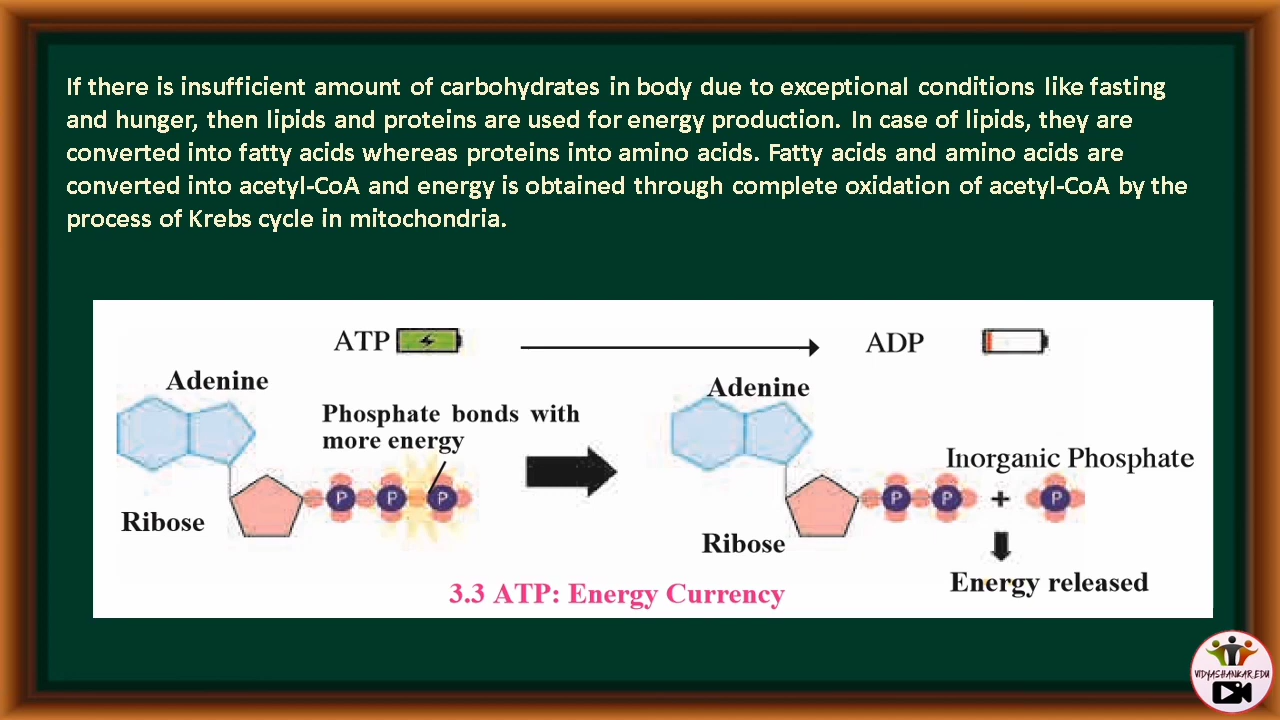 If there is insufficient amount of carbohydrates in body due to exceptional conditions like fasting
and hunger, then lipids and proteins are used for energy production. In case of lipids, they are
converted into fatty acids whereas proteins into amino acids. Fatty acids and amino acids are
converted into acetyl-CoA and energy is obtained through complete oxidation of acetyl-CoA by the
process of Krebs cycle in mitochondria.
ATP
ADP
Adenine
Adenine
Phosphate bonds with
more energy
Inorganic Phosphate
P P P
P P + P
Ribose
Ribose
Energy released
3.3 ATP: Energy Currency
VIDYASHANKAR.EDU